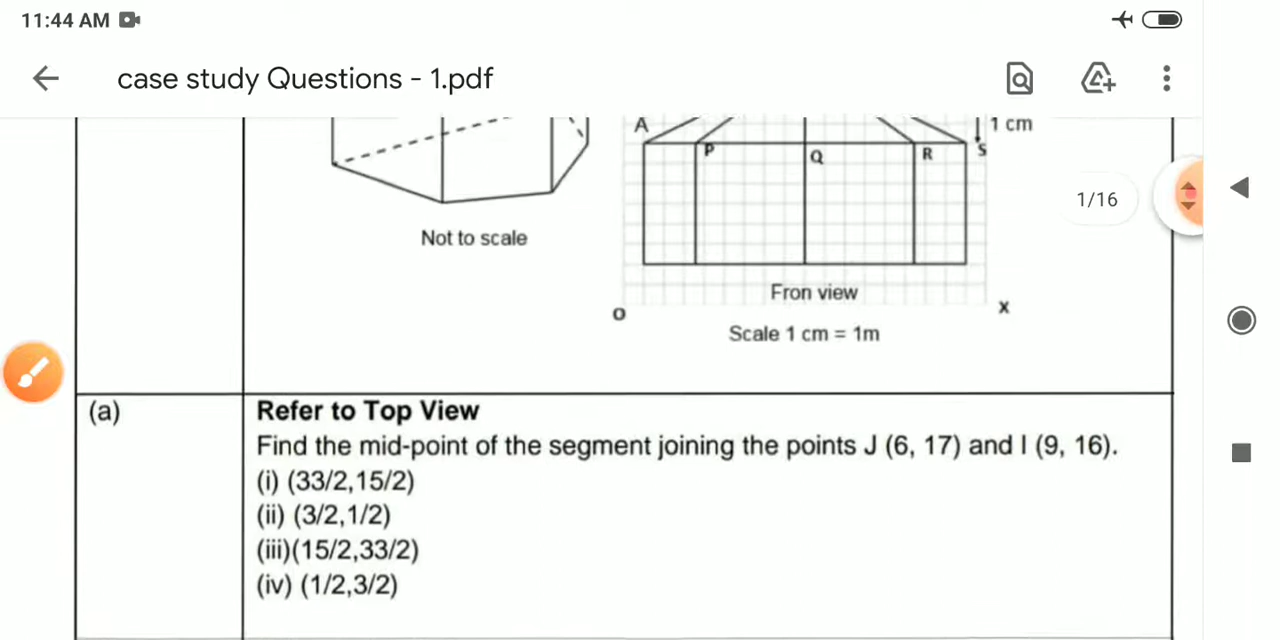 11:44 AM
case study Questions - 1.pdf
A
1 cm
P
Q
R
S
1/16
Not to scale
Fron view
O
X
Scale 1 cm = 1m
(a)
Refer to Top View
Find the mid-point of the segment joining the points J (6, 17) and I (9, 16).
(i) (33/2,15/2)
(ii) (3/2,1/2)
(iii)(15/2,33/2)
(iv) (1/2,3/2)